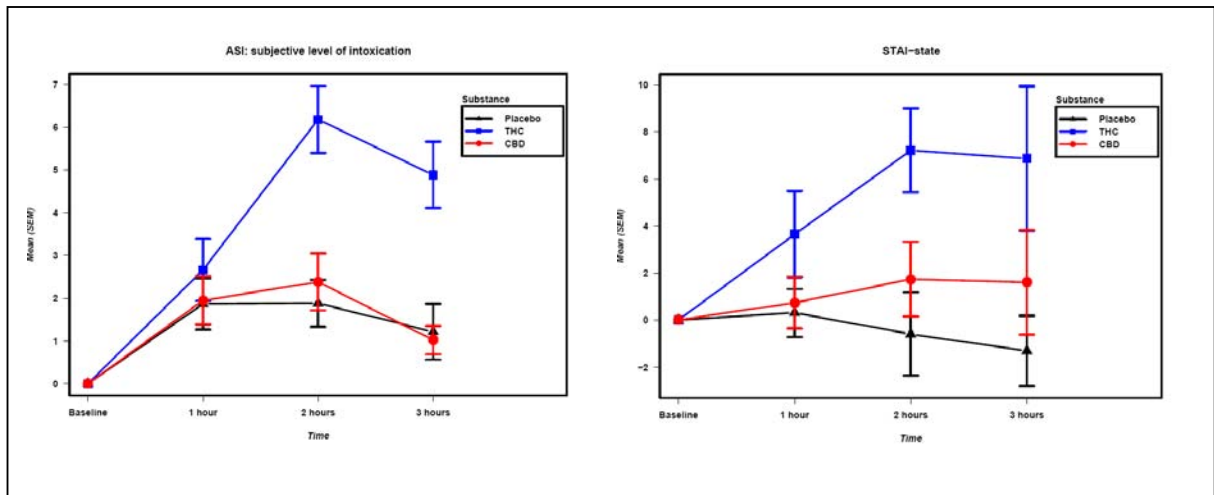 ASI: subjective level of intoxication
7
6
5
4
3
2
1
0
Mean (SEM)
Substance
Placebo
THC
CBD
Baseline
1 hour
2 hours
3 hours
Time
STAI−state
10
8
6
4
2
0
−2
Mean (SEM)
Substance
Placebo
THC
CBD
Baseline
1 hour
2 hours
3 hours
Time